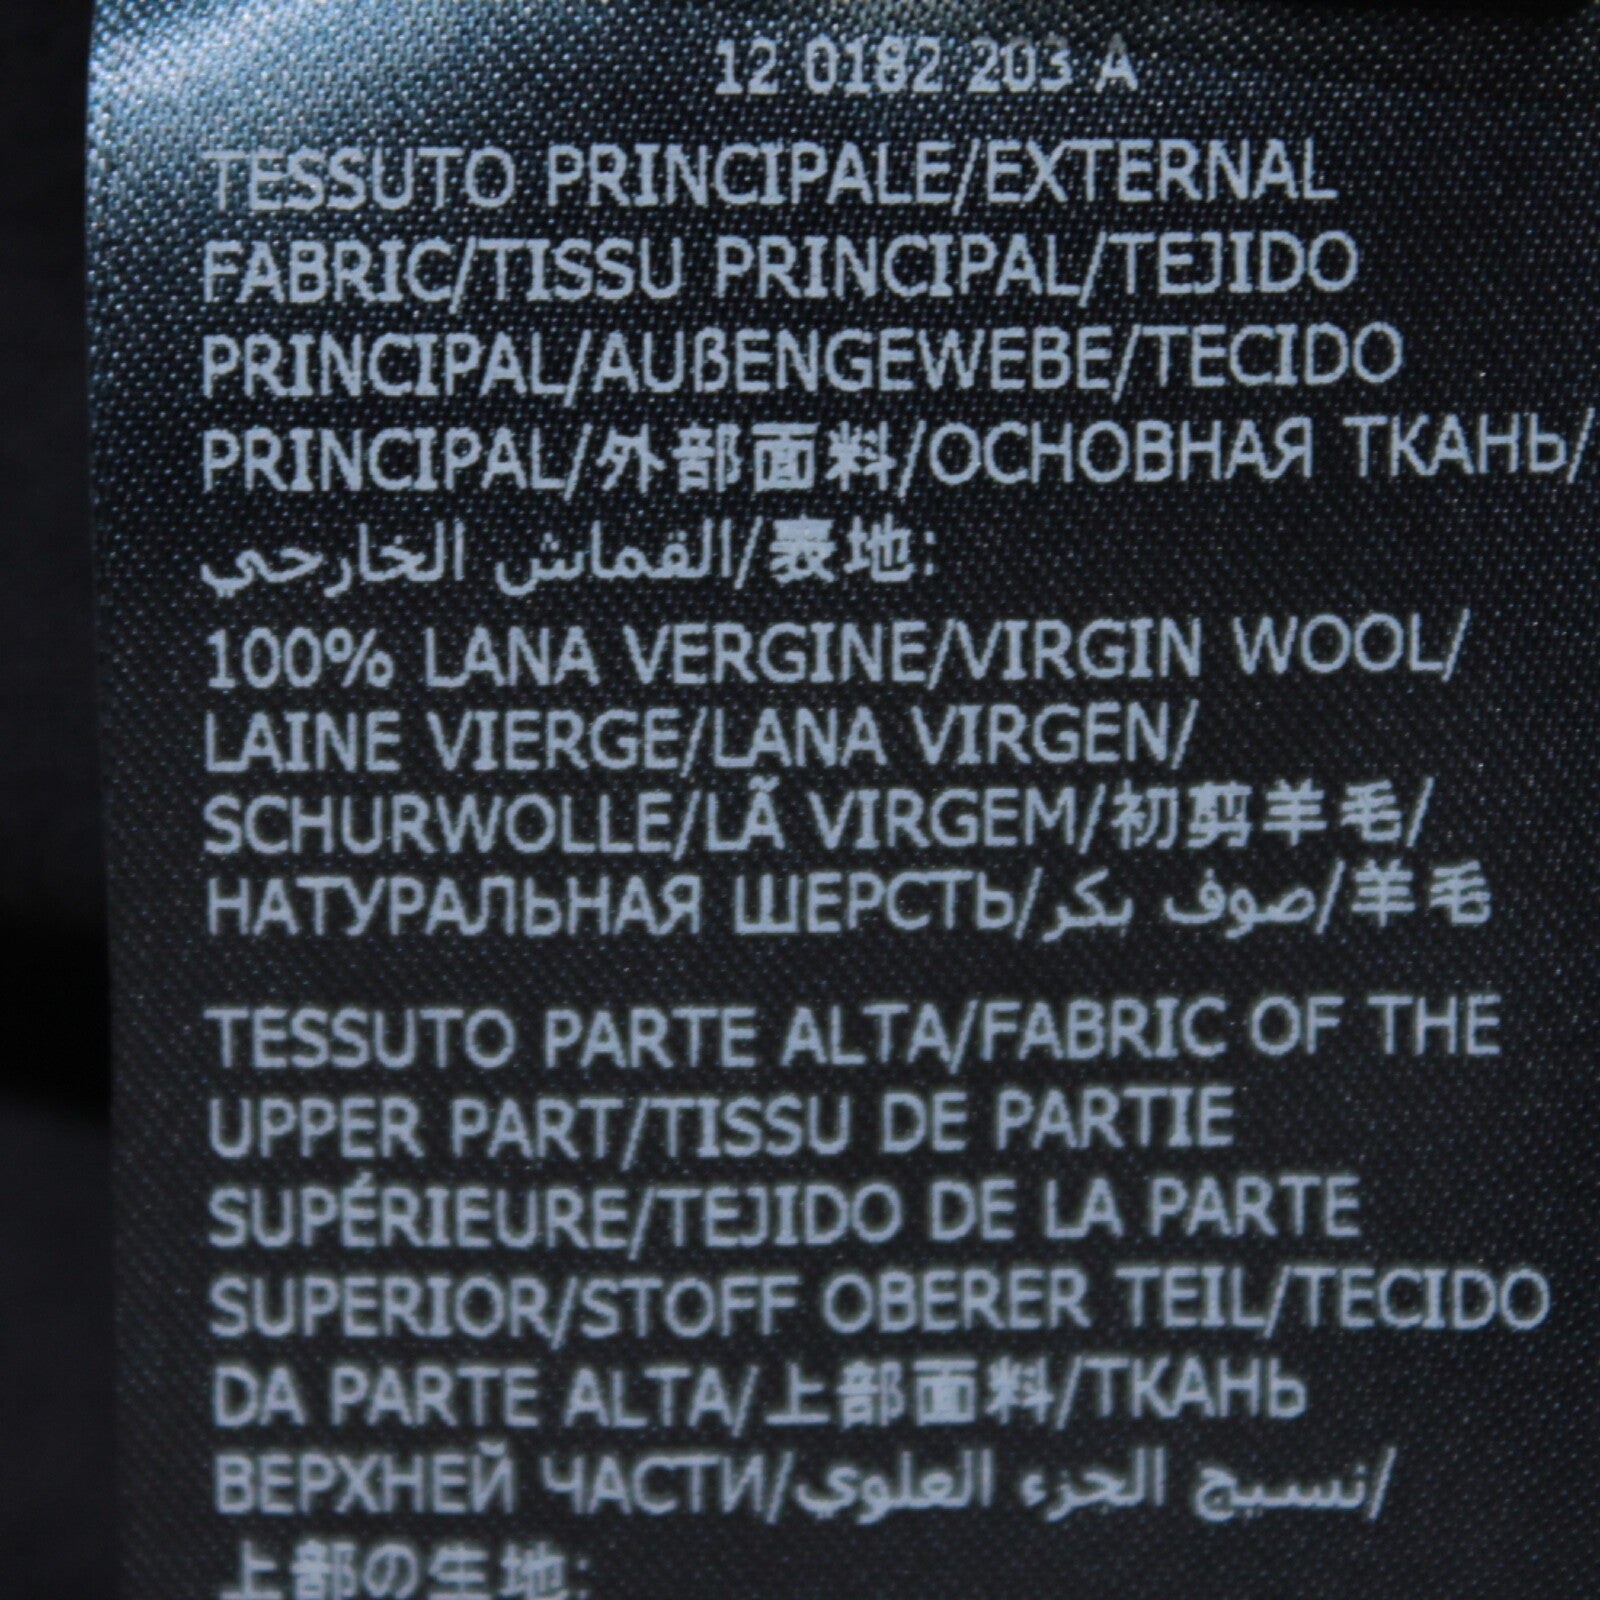 12 0182 203 A
TESSUTO PRINCIPALE/EXTERNAL
FABRIC/TISSU PRINCIPAL/TEJIDO
PRINCIPAL/AUßENGEWEBE/TECIDO
PRINCIPAL/外部面料/ОСНОВНАЯ ТКАНЬ/
القماش الخارجي/表地:
100% LANA VERGINE/VIRGIN WOOL/
LAINE VIERGE/LANA VIRGEN/
SCHURWOLLE/LÃ VIRGEM/初剪羊毛/
НАТУРАЛЬНАЯ ШЕРСТЬ/صوف بكر/羊毛
TESSUTO PARTE ALTA/FABRIC OF THE
UPPER PART/TISSU DE PARTIE
SUPÉRIEURE/TEJIDO DE LA PARTE
SUPERIOR/STOFF OBERER TEIL/TECIDO
DA PARTE ALTA/上部面料/ТКАНЬ
ВЕРХНЕЙ ЧАСТИ/نسيج الجزء العلوي/
上部の生地: